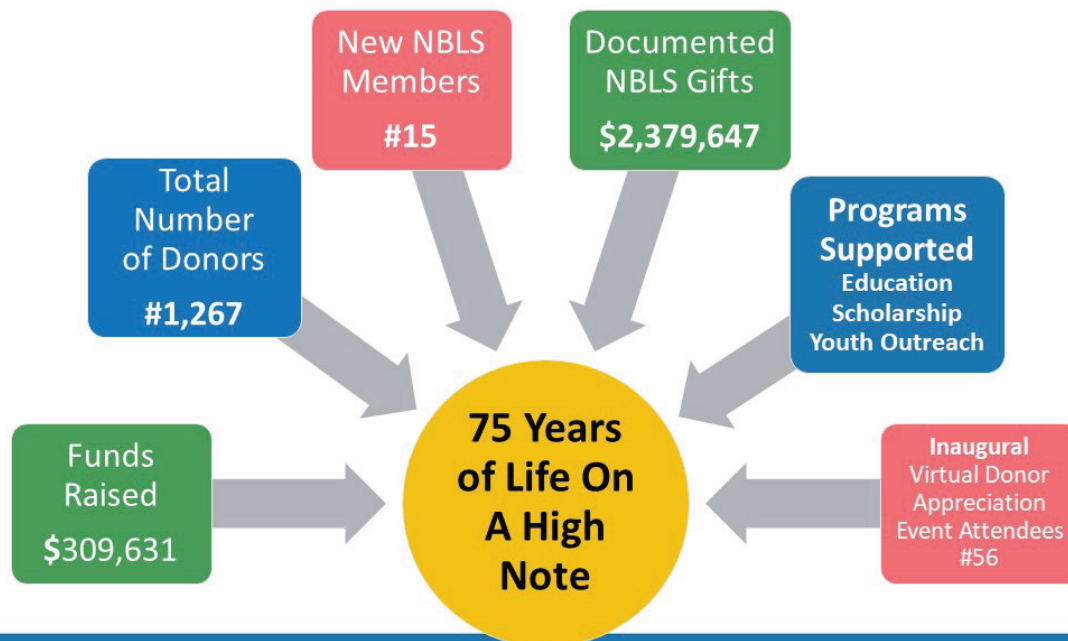 New NBLS
Members
#15
Documented
NBLS Gifts
$2,379,647
Total
Number
of Donors
#1,267
Programs
Supported
Education
Scholarship
Youth Outreach
Funds
Raised
$309,631
75 Years
of Life On
A High
Note
Inaugural
Virtual Donor
Appreciation
Event Attendees
#56